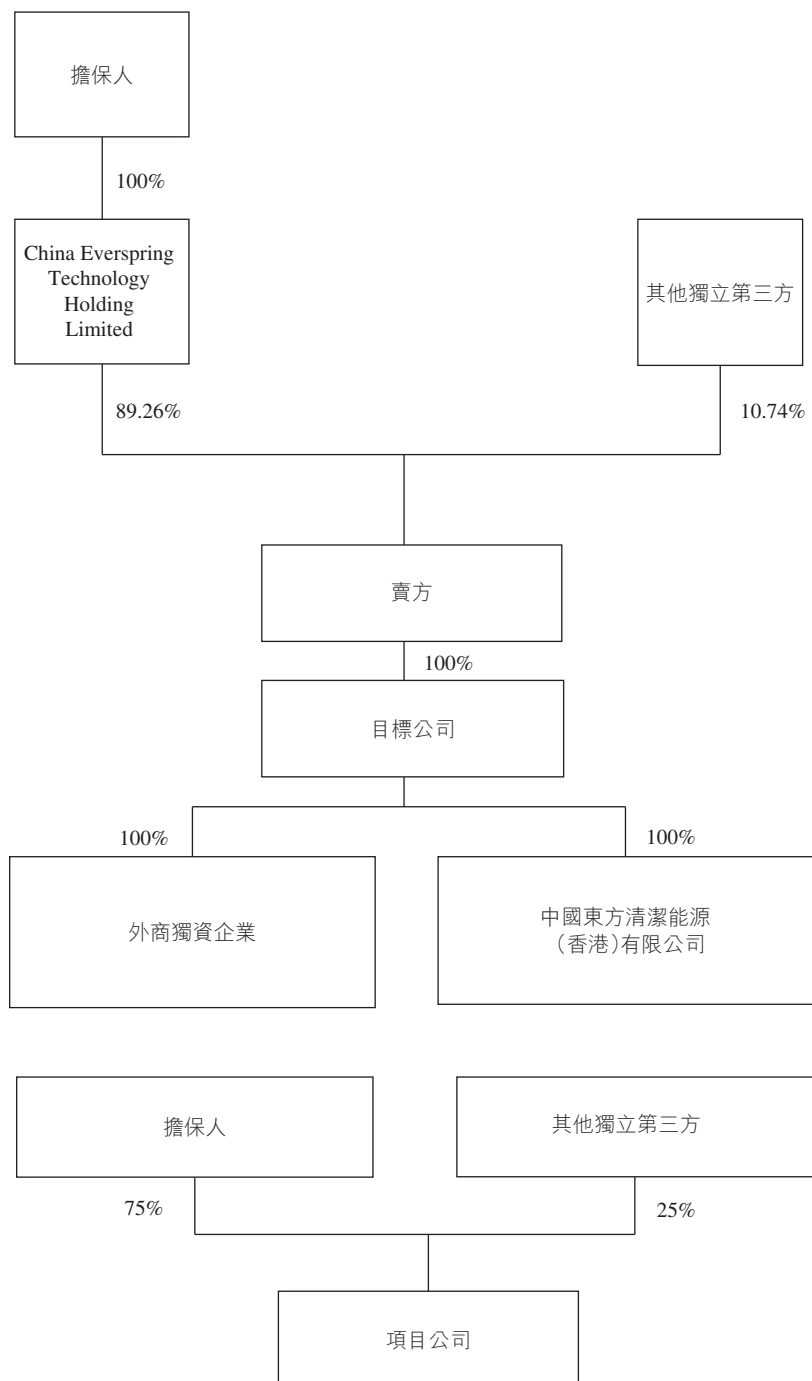 擔保人
100%
China Everspring
Technology
Holding
Limited
其他獨立第三方
89.26%
10.74%
賣方
100%
目標公司
100%
100%
外商獨資企業
中國東方清潔能源
（香港）有限公司
擔保人
其他獨立第三方
75%
25%
項目公司